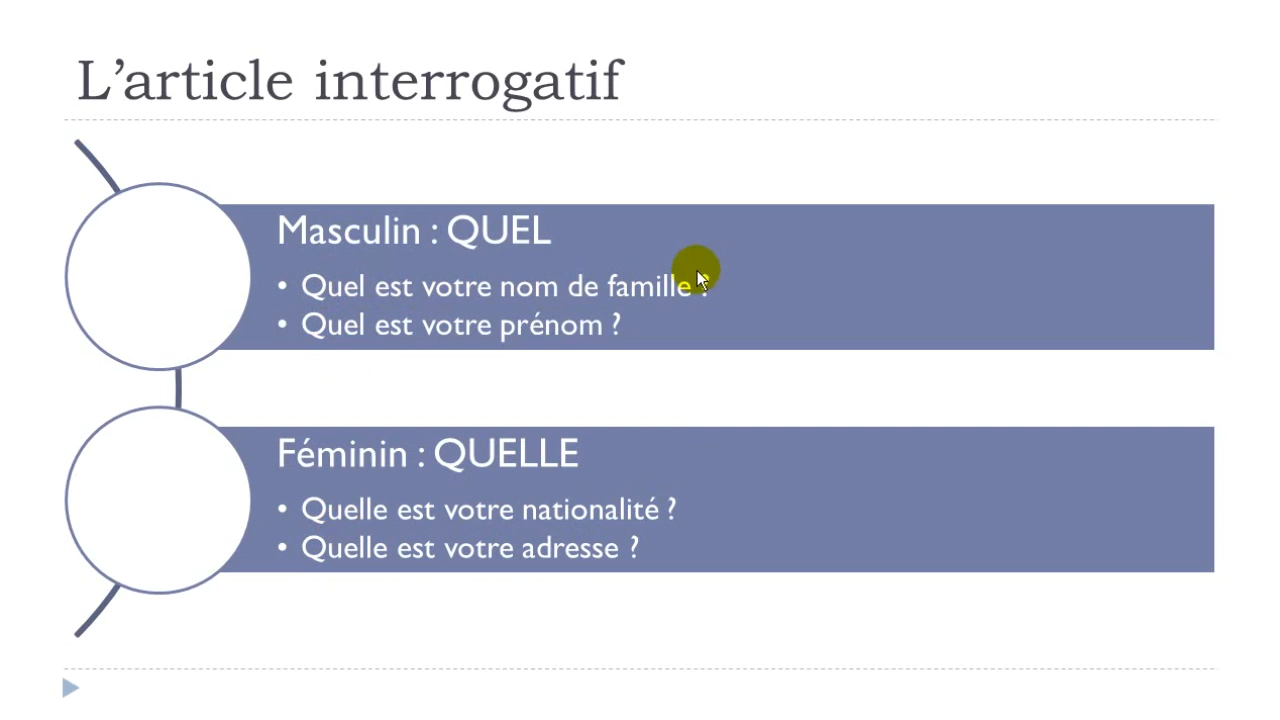 L’article interrogatif
Masculin : QUEL
• Quel est votre nom de famille ?
• Quel est votre prénom ?
Féminin : QUELLE
• Quelle est votre nationalité ?
• Quelle est votre adresse ?